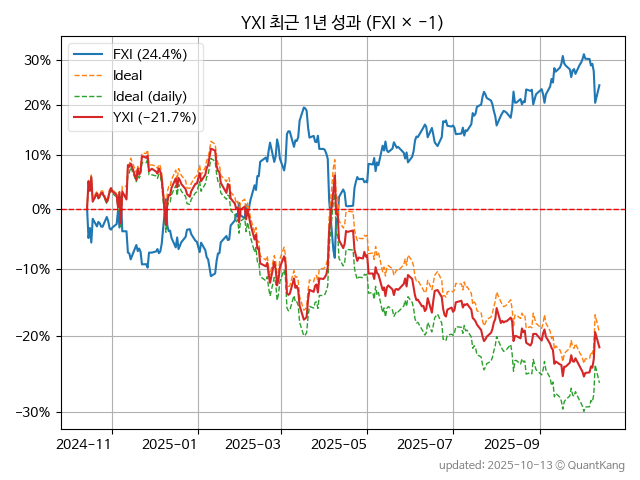 YXI 최근 1년 성과 (FXI × -1)
FXI (24.4%)
Ideal
Ideal (daily)
YXI (-21.7%)
30%
20%
10%
0%
-10%
-20%
-30%
2024-11 2025-01 2025-03 2025-05 2025-07 2025-09
updated: 2025-10-13 © QuantKang